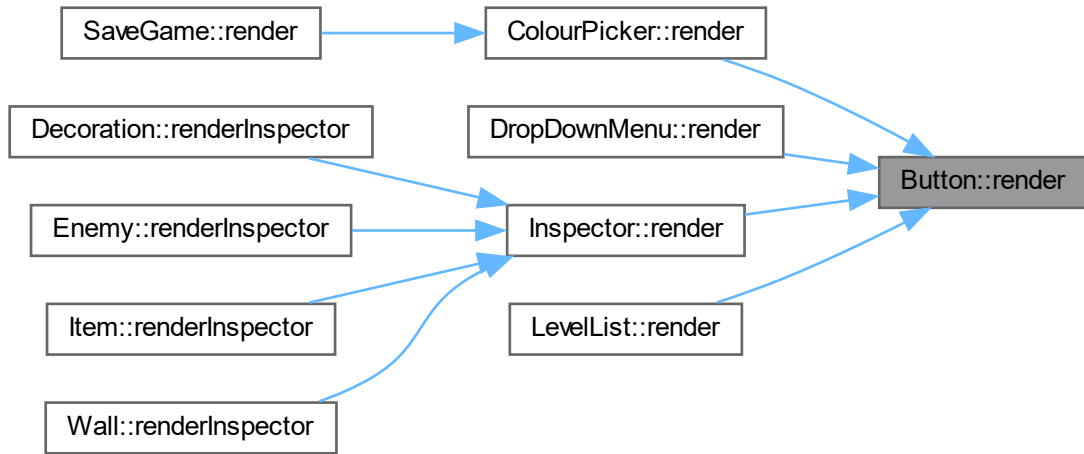 SaveGame::render
ColourPicker::render
Decoration::renderInspector
DropDownMenu::render
Button::render
Enemy::renderInspector
Inspector::render
Item::renderInspector
LevelList::render
Wall::renderInspector